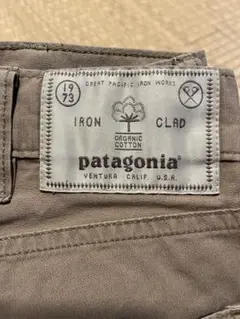 GREAT PACIFIC IRON WORKS
19
73
IRON CLAD
ORGANIC
COTTON
patagonia®
VENTURA CALIF. U.S.A.